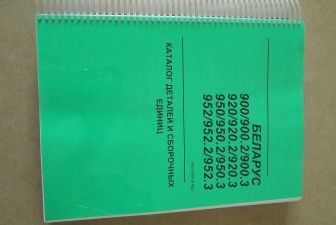 БЕЛАРУС
900/900.2/900.3
920/920.2/920.3
950/950.2/950.3
952/952.2/952.3
КАТАЛОГ ДЕТАЛЕЙ И СБОРОЧНЫХ
ЕДИНИЦ